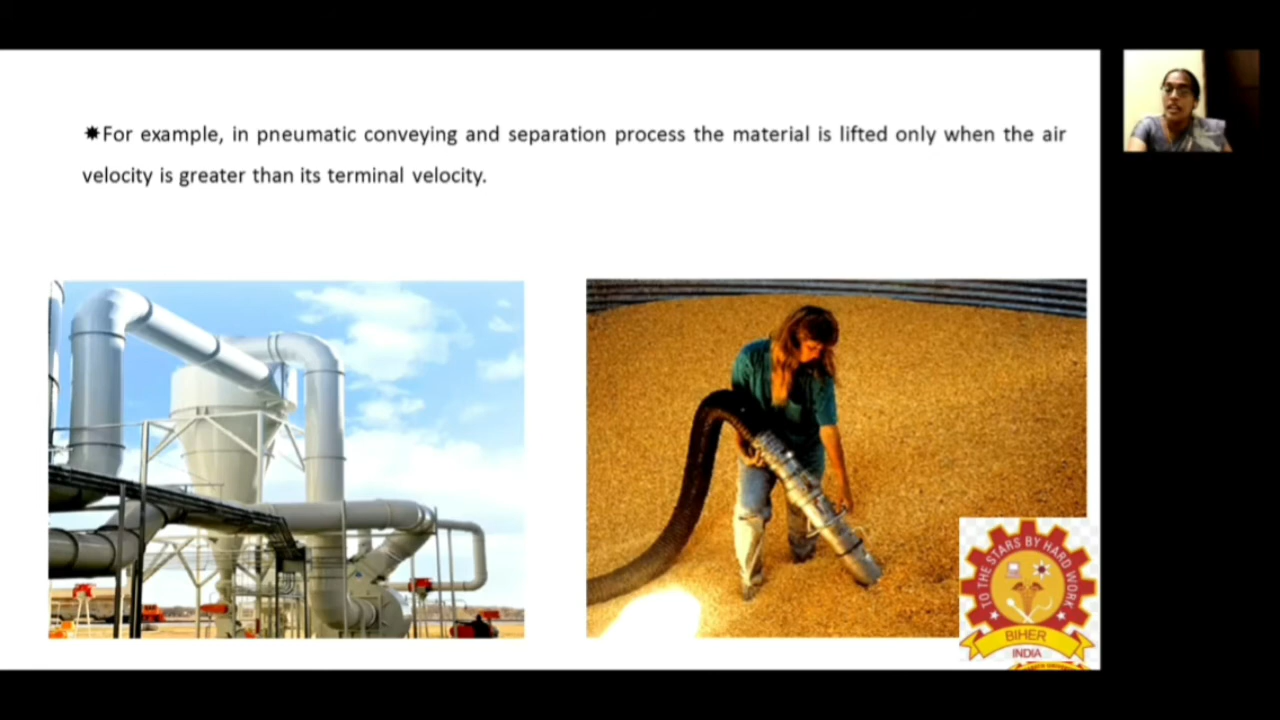 ✷For example, in pneumatic conveying and separation process the material is lifted only when the air
velocity is greater than its terminal velocity.
TO THE STARS BY HARD WORK
BIHER
INDIA